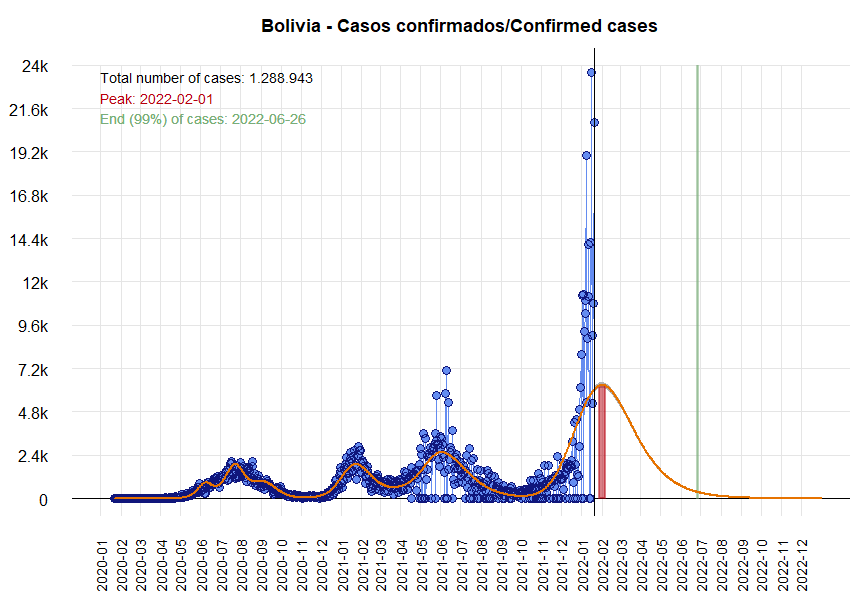 Bolivia - Casos confirmados/Confirmed cases
Total number of cases: 1.288.943
Peak: 2022-02-01
End (99%) of cases: 2022-06-26
24k
21.6k
19.2k
16.8k
14.4k
12k
9.6k
7.2k
4.8k
2.4k
0
2020-01
2020-02
2020-03
2020-04
2020-05
2020-06
2020-07
2020-08
2020-09
2020-10
2020-11
2020-12
2021-01
2021-02
2021-03
2021-04
2021-05
2021-06
2021-07
2021-08
2021-09
2021-10
2021-11
2021-12
2022-01
2022-02
2022-03
2022-04
2022-05
2022-06
2022-07
2022-08
2022-09
2022-10
2022-11
2022-12